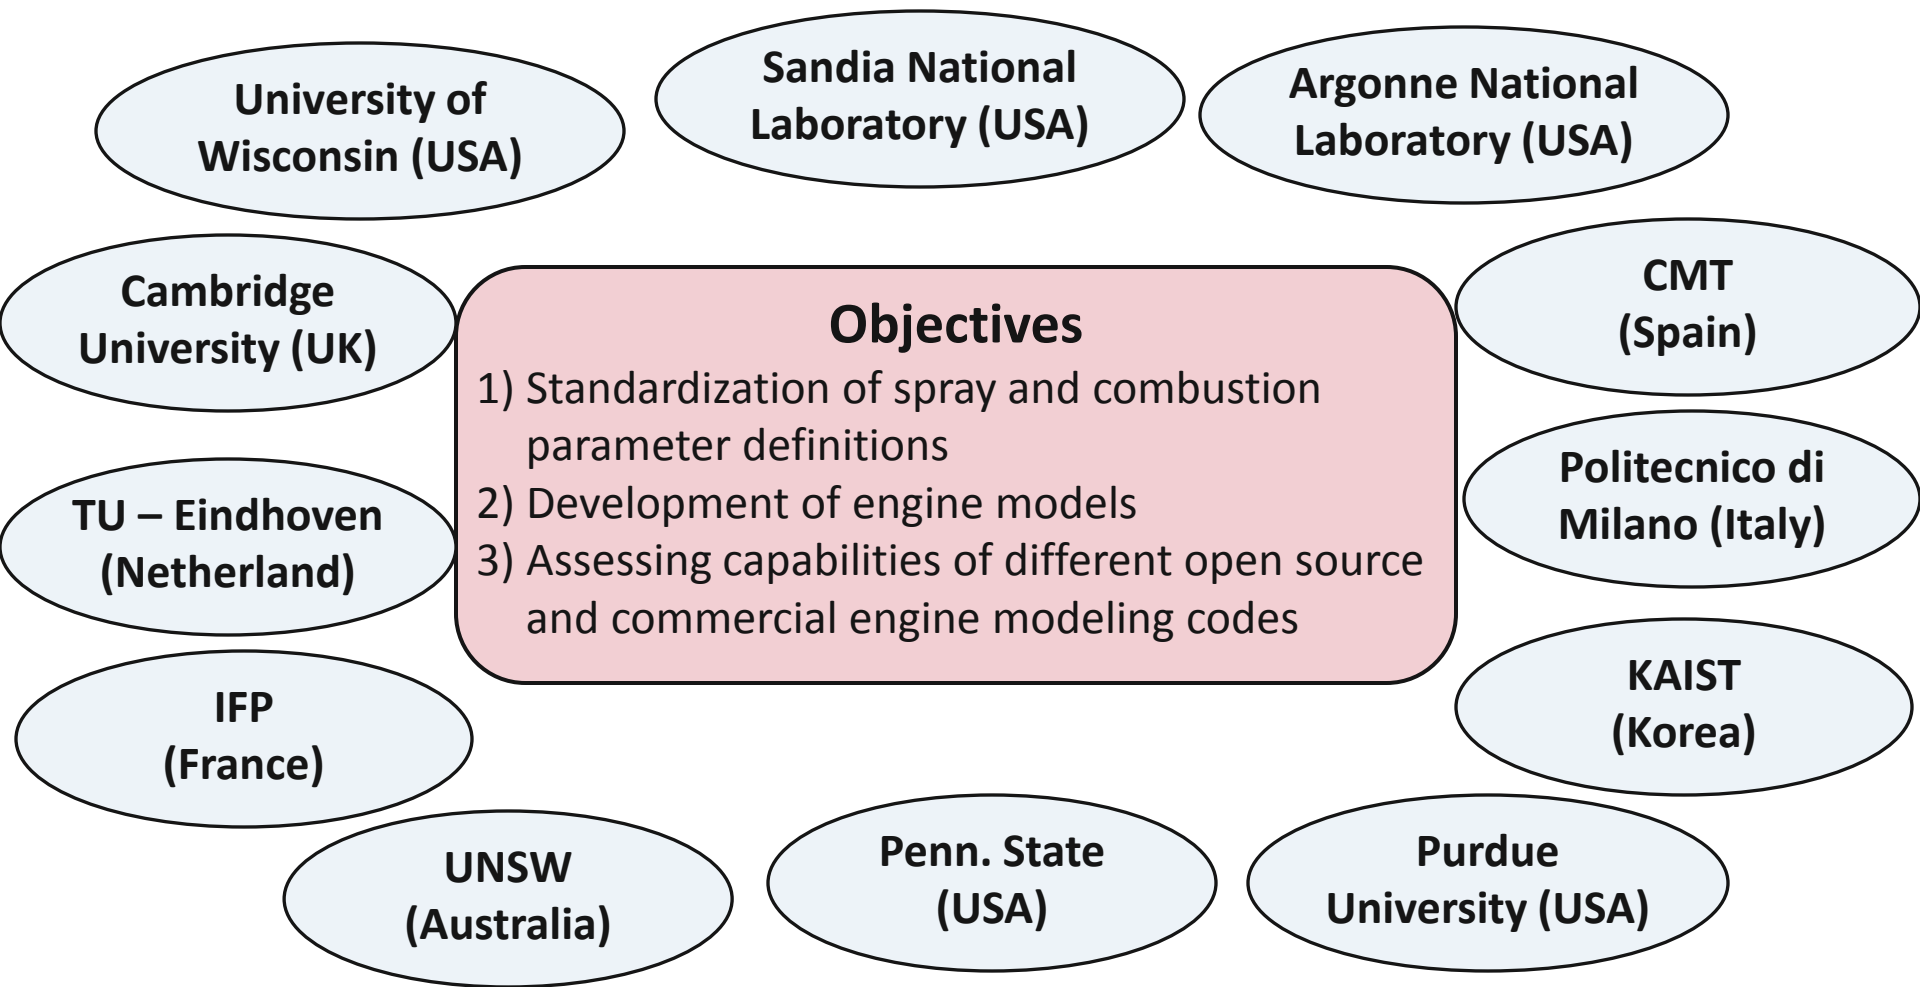 University of
Wisconsin (USA)
Sandia National
Laboratory (USA)
Argonne National
Laboratory (USA)
Cambridge
University (UK)
CMT
(Spain)
Objectives
1) Standardization of spray and combustion
parameter definitions
2) Development of engine models
3) Assessing capabilities of different open source
and commercial engine modeling codes
TU – Eindhoven
(Netherland)
Politecnico di
Milano (Italy)
IFP
(France)
KAIST
(Korea)
UNSW
(Australia)
Penn. State
(USA)
Purdue
University (USA)